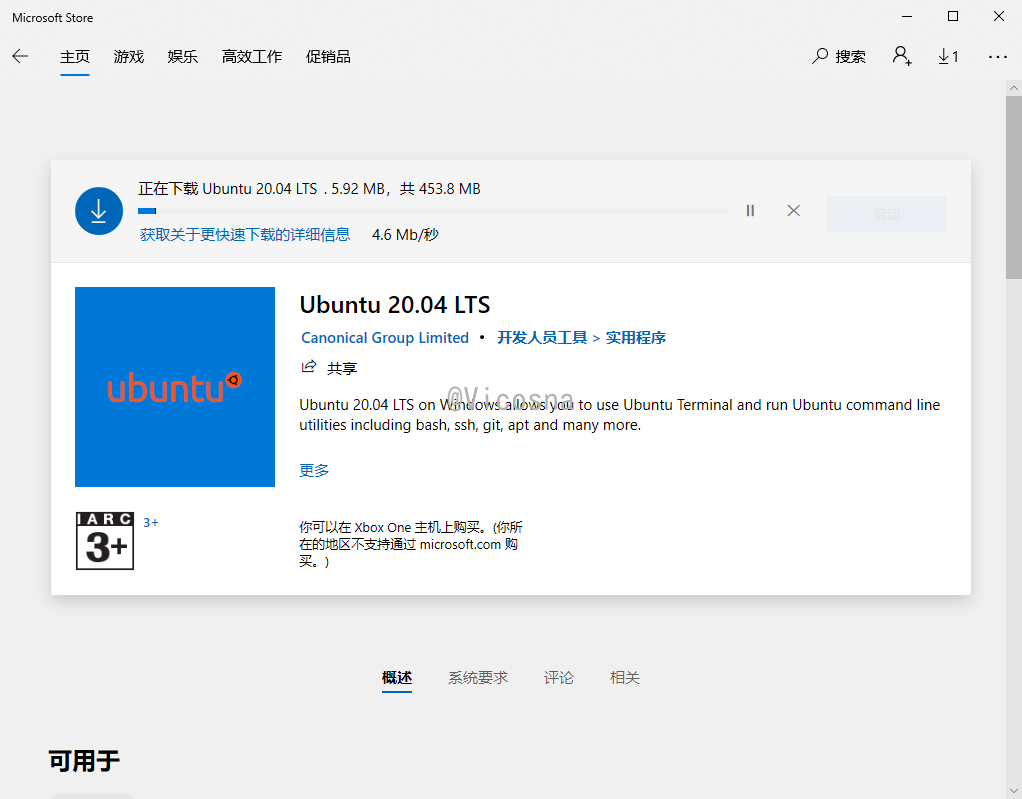 Microsoft Store
主页 游戏 娱乐 高效工作 促销品 搜索 1
正在下载 Ubuntu 20.04 LTS . 5.92 MB，共 453.8 MB
启动
获取关于更快速下载的详细信息 4.6 Mb/秒
Ubuntu 20.04 LTS
Canonical Group Limited • 开发人员工具 > 实用程序
共享
@Vicosna
Ubuntu 20.04 LTS on Windows allows you to use Ubuntu Terminal and run Ubuntu command line
utilities including bash, ssh, git, apt and many more.
ubuntu
更多
IARC
3+
3+
你可以在 Xbox One 主机上购买。(你所
在的地区不支持通过 microsoft.com 购
买。)
概述 系统要求 评论 相关
可用于